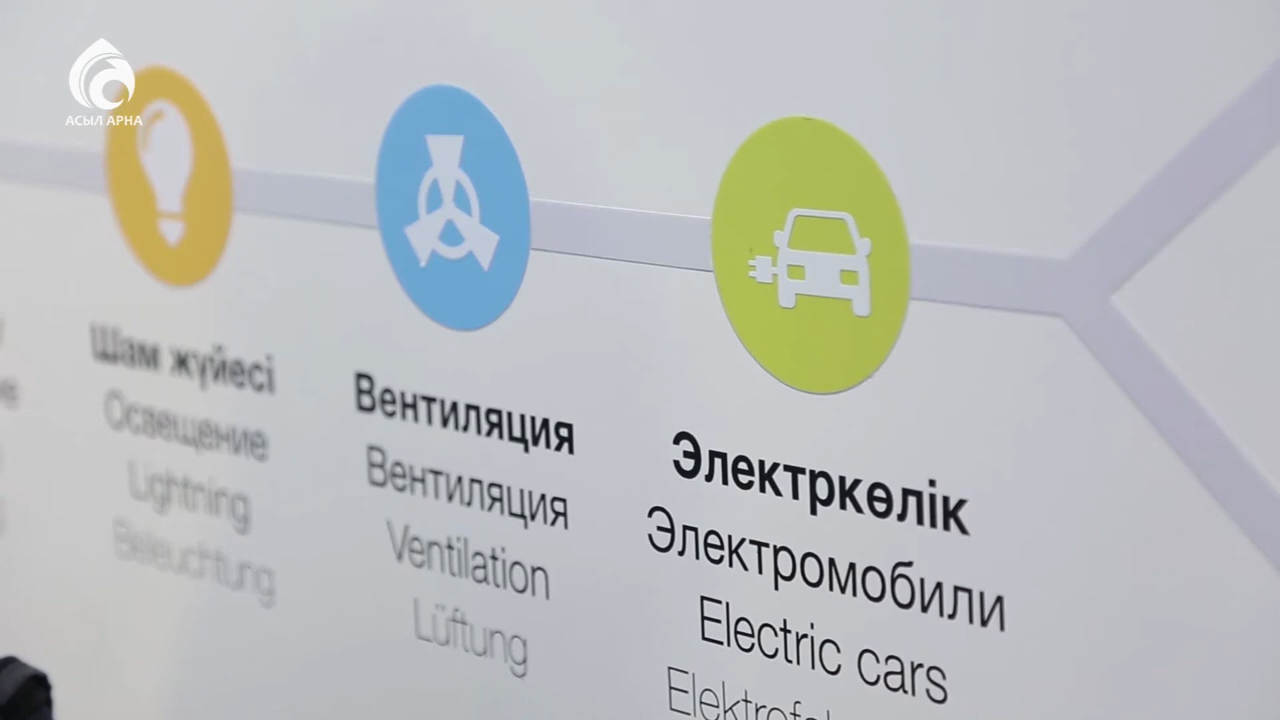 АСЫЛ АРНА
Шам жүйесі
Освещение
Lightning
Beleuchtung
Вентиляция
Вентиляция
Ventilation
Lüftung
Электркөлік
Электромобили
Electric cars